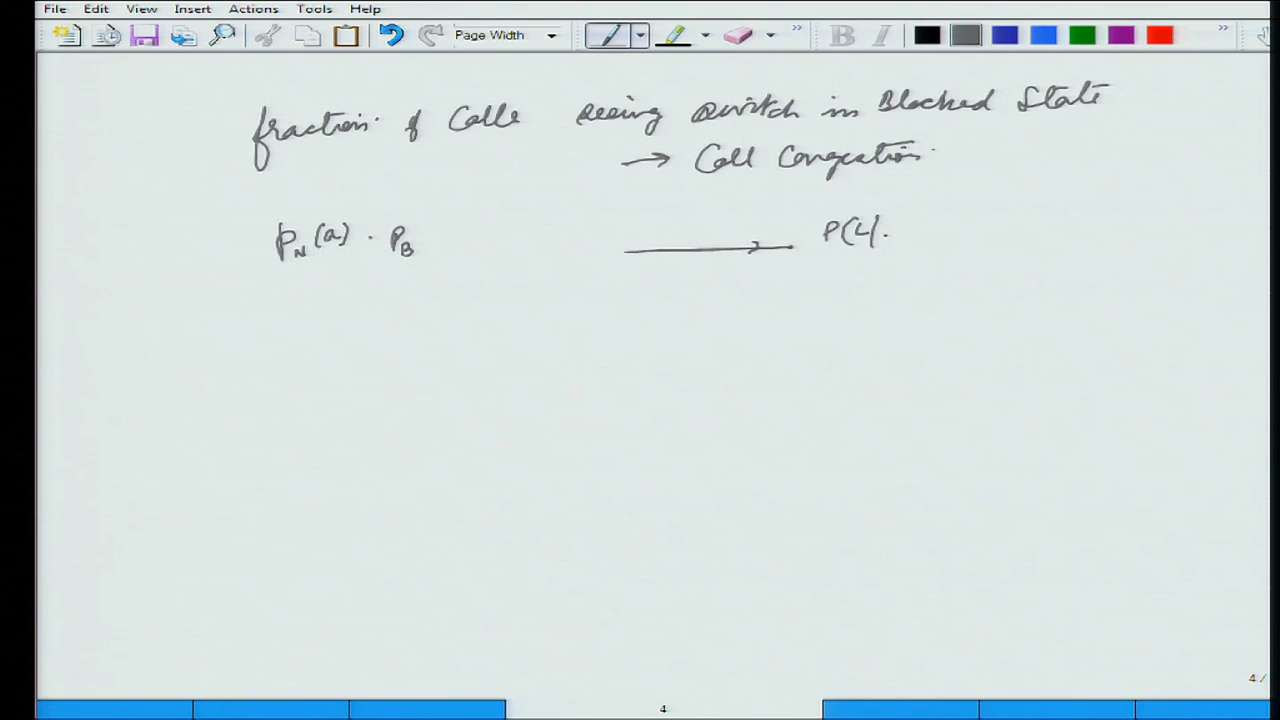 File Edit View Insert Actions Tools Help
Page Width
B I
fraction of Calls seeing switch in Blocked State
→ Call Congestion
P_N(a) · P_B → P(L).
4/
4